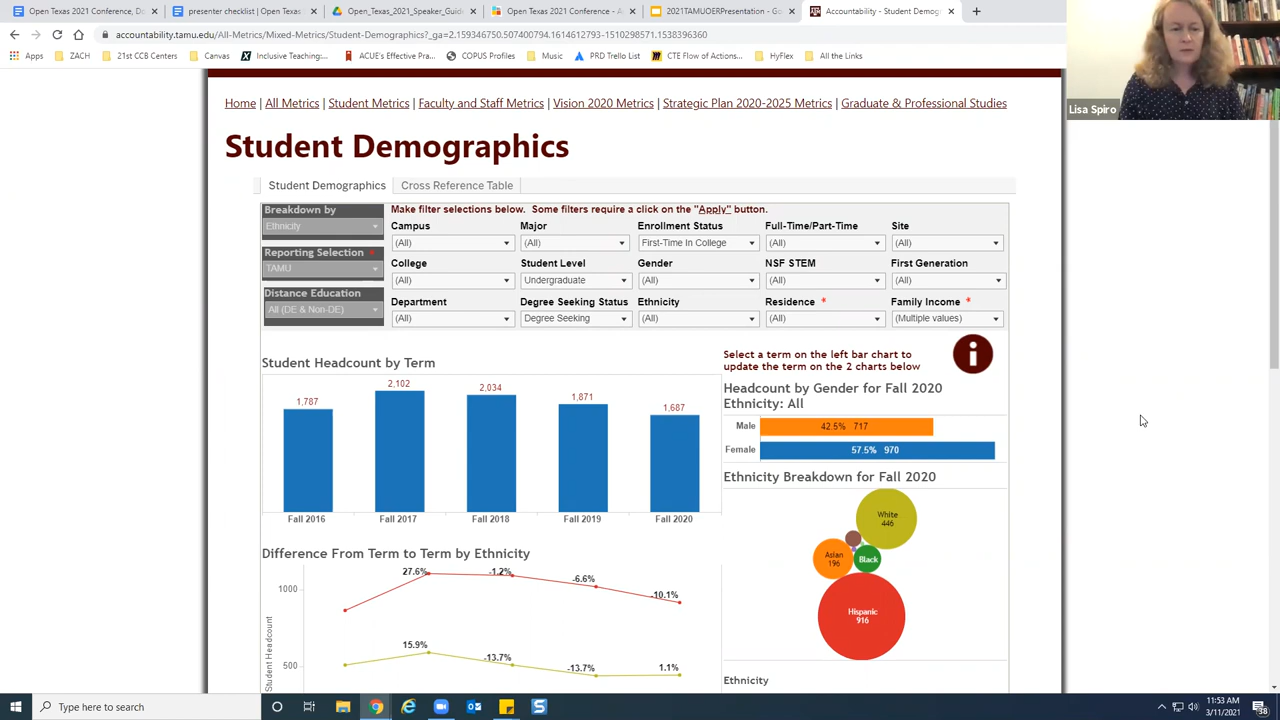 Open Texas 2021 Conference, Da
presenter checklist | Open Texas
Open_Texas_2021_Speaker_Guide
Open Texas 2021 Conference - A
2021TAMUOERPresentation - Go
Accountability - Student Demog
accountability.tamu.edu/All-Metrics/Mixed-Metrics/Student-Demographics?_ga=2.159346750.507400794.1614612793-1510298571.1538396360
Apps
ZACH
21st CCB Centers
Canvas
Inclusive Teaching:...
ACUE's Effective Pra...
COPUS Profiles
Music
PRD Trello List
CTE Flow of Actions...
HyFlex
All the Links
Lisa Spiro
Home | All Metrics | Student Metrics | Faculty and Staff Metrics | Vision 2020 Metrics | Strategic Plan 2020-2025 Metrics | Graduate & Professional Studies
Student Demographics
Student Demographics
Cross Reference Table
Breakdown by
Ethnicity
Reporting Selection *
TAMU
Distance Education
All (DE & Non-DE)
Make filter selections below. Some filters require a click on the "Apply" button.
Campus
(All)
Major
(All)
Enrollment Status
First-Time In College
Full-Time/Part-Time
(All)
Site
(All)
College
(All)
Student Level
Undergraduate
Gender
(All)
NSF STEM
(All)
First Generation
(All)
Department
(All)
Degree Seeking Status
Degree Seeking
Ethnicity
(All)
Residence *
(All)
Family Income *
(Multiple values)
Student Headcount by Term
1,787
2,102
2,034
1,871
1,687
Fall 2016
Fall 2017
Fall 2018
Fall 2019
Fall 2020
Select a term on the left bar chart to
update the term on the 2 charts below
i
Headcount by Gender for Fall 2020
Ethnicity: All
Male
42.5% 717
Female
57.5% 970
Ethnicity Breakdown for Fall 2020
White
446
Asian
196
Black
Hispanic
916
Ethnicity
Difference From Term to Term by Ethnicity
Student Headcount
1000
500
27.6%
-1.2%
-6.6%
-10.1%
15.9%
-13.7%
-13.7%
1.1%
Type here to search
11:53 AM
3/11/2021
38